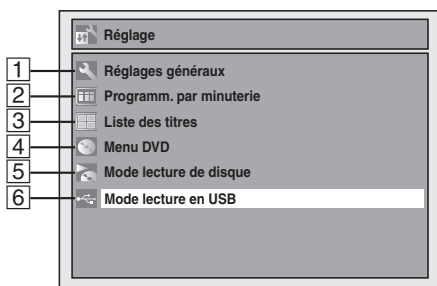 Réglage
1 Réglages généraux
2 Programm. par minuterie
3 Liste des titres
4 Menu DVD
5 Mode lecture de disque
6 Mode lecture en USB